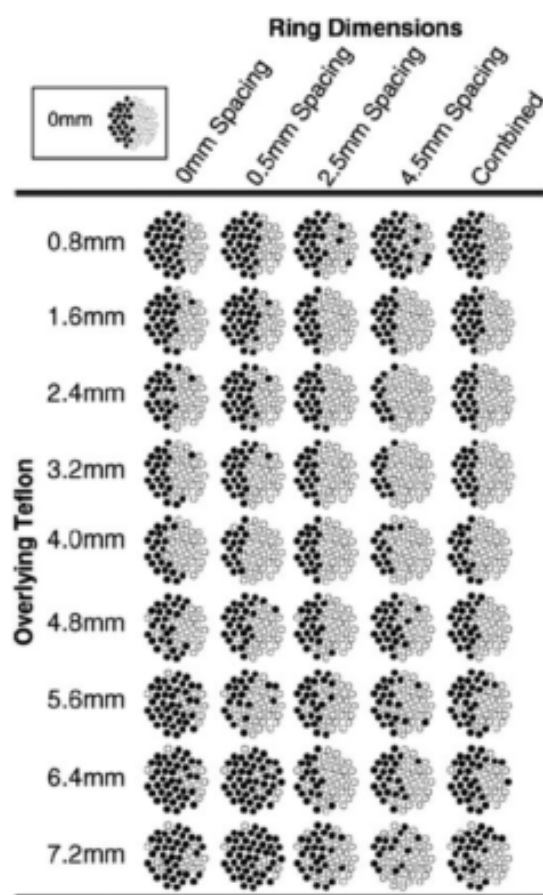 Ring Dimensions
0mm
0mm Spacing
0.5mm Spacing
2.5mm Spacing
4.5mm Spacing
Combined
Overlying Teflon
0.8mm
1.6mm
2.4mm
3.2mm
4.0mm
4.8mm
5.6mm
6.4mm
7.2mm